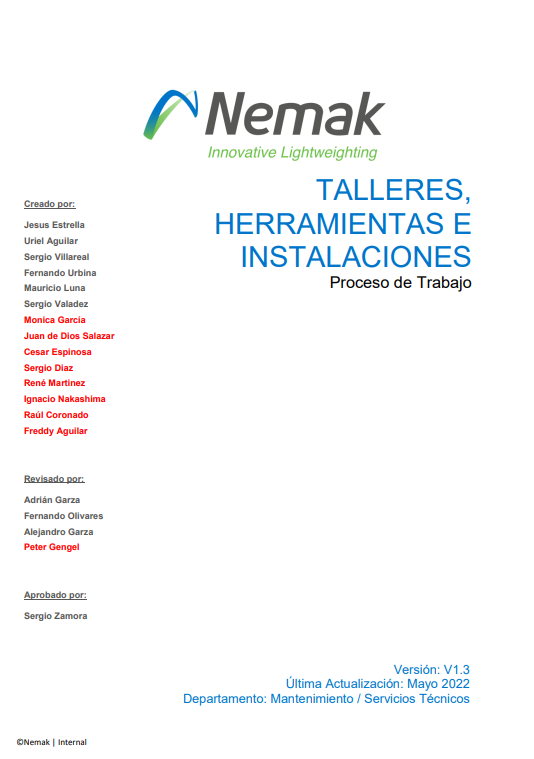 Nemak
Innovative Lightweighting
TALLERES,
HERRAMIENTAS E
INSTALACIONES
Proceso de Trabajo
Creado por:
Jesus Estrella
Uriel Aguilar
Sergio Villareal
Fernando Urbina
Mauricio Luna
Sergio Valadez
Monica García
Juan de Dios Salazar
Cesar Espinosa
Sergio Diaz
René Martinez
Ignacio Nakashima
Raúl Coronado
Freddy Aguilar
Revisado por:
Adrián Garza
Fernando Olivares
Alejandro Garza
Peter Gengel
Aprobado por:
Sergio Zamora
Versión: V1.3
Última Actualización: Mayo 2022
Departamento: Mantenimiento / Servicios Técnicos
©Nemak | Internal